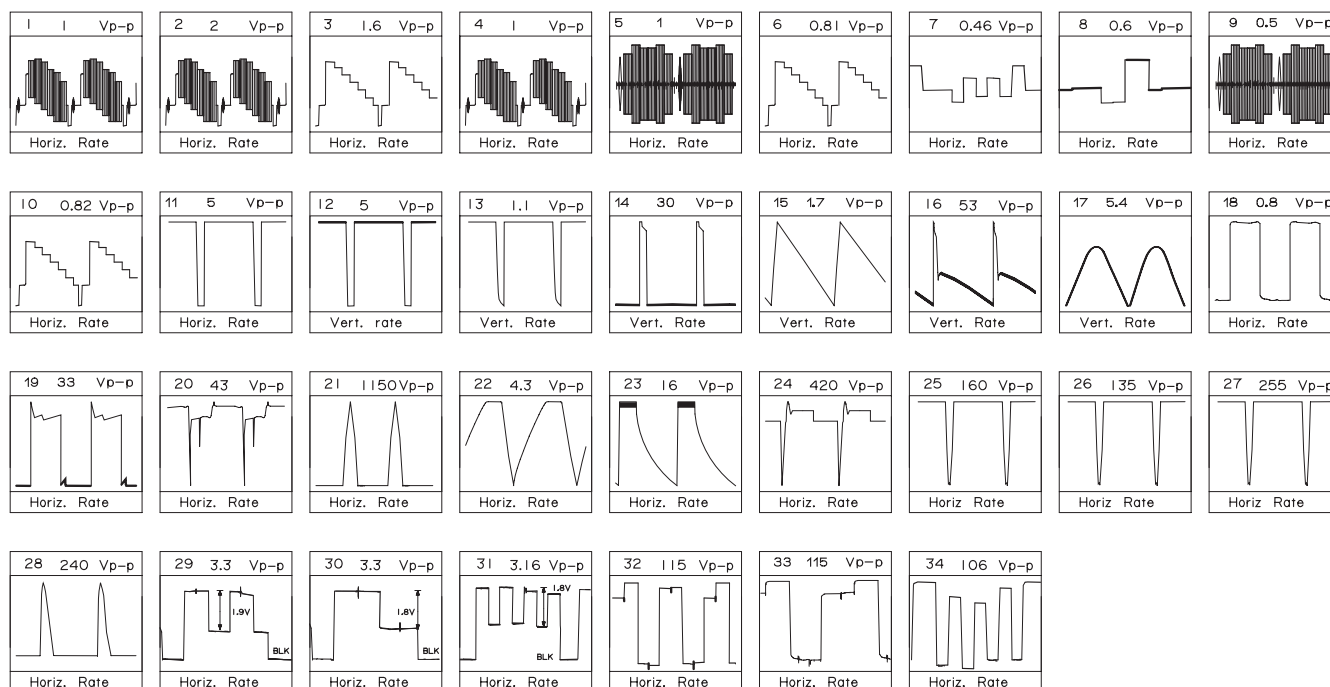 1 1 Vp-p
Horiz. Rate
2 2 Vp-p
Horiz. Rate
3 1.6 Vp-p
Horiz. Rate
4 1 Vp-p
Horiz. Rate
5 1 Vp-p
Horiz. Rate
6 0.81 Vp-p
Horiz. Rate
7 0.46 Vp-p
Horiz. Rate
8 0.6 Vp-p
Horiz. Rate
9 0.5 Vp-p
Horiz. Rate
10 0.82 Vp-p
Horiz. Rate
11 5 Vp-p
Horiz. Rate
12 5 Vp-p
Vert. rate
13 1.1 Vp-p
Vert. Rate
14 30 Vp-p
Vert. Rate
15 1.7 Vp-p
Vert. Rate
16 53 Vp-p
Vert. Rate
17 5.4 Vp-p
Vert. Rate
18 0.8 Vp-p
Horiz. Rate
19 33 Vp-p
Horiz. Rate
20 43 Vp-p
Horiz. Rate
21 1150Vp-p
Horiz. Rate
22 4.3 Vp-p
Horiz. Rate
23 16 Vp-p
Horiz. Rate
24 420 Vp-p
Horiz. Rate
25 160 Vp-p
Horiz. Rate
26 135 Vp-p
Horiz. Rate
27 255 Vp-p
Horiz. Rate
28 240 Vp-p
Horiz. Rate
29 3.3 Vp-p
1.9V
BLK
Horiz. Rate
30 3.3 Vp-p
1.8V
BLK
Horiz. Rate
31 3.16 Vp-p
1.8V
BLK
Horiz. Rate
32 115 Vp-p
Horiz. Rate
33 115 Vp-p
Horiz. Rate
34 106 Vp-p
Horiz. Rate